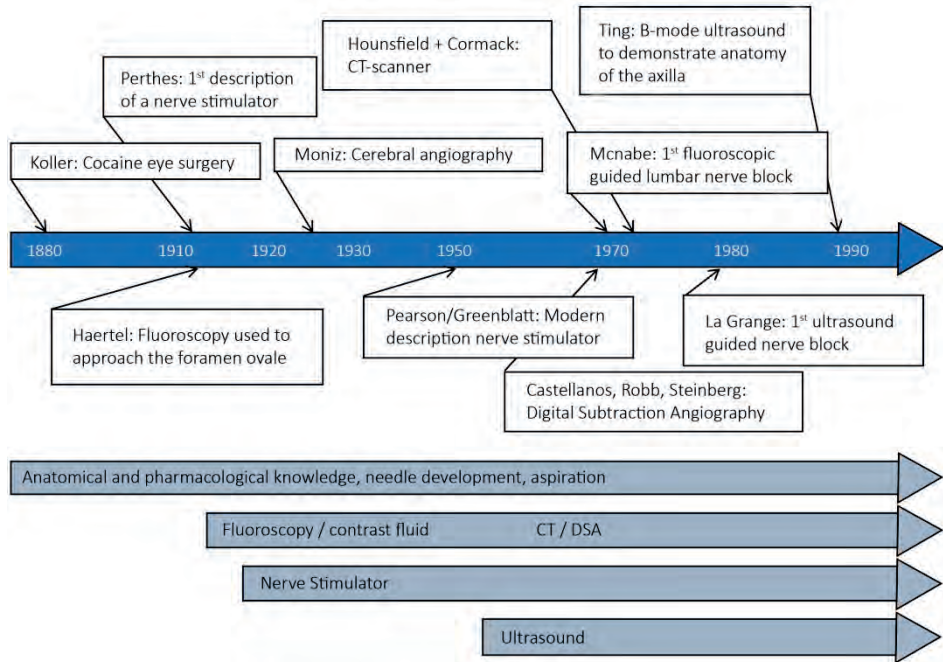 Perthes: 1st description
of a nerve stimulator
Hounsfield + Cormack:
CT-scanner
Ting: B-mode ultrasound
to demonstrate anatomy
of the axilla
Koller: Cocaine eye surgery
Moniz: Cerebral angiography
Mcnabe: 1st fluoroscopic
guided lumbar nerve block
1880 1910 1920 1930 1950 1970 1980 1990
Haertel: Fluoroscopy used to
approach the foramen ovale
Pearson/Greenblatt: Modern
description nerve stimulator
La Grange: 1st ultrasound
guided nerve block
Castellanos, Robb, Steinberg:
Digital Subtraction Angiography
Anatomical and pharmacological knowledge, needle development, aspiration
Fluoroscopy / contrast fluid CT / DSA
Nerve Stimulator
Ultrasound